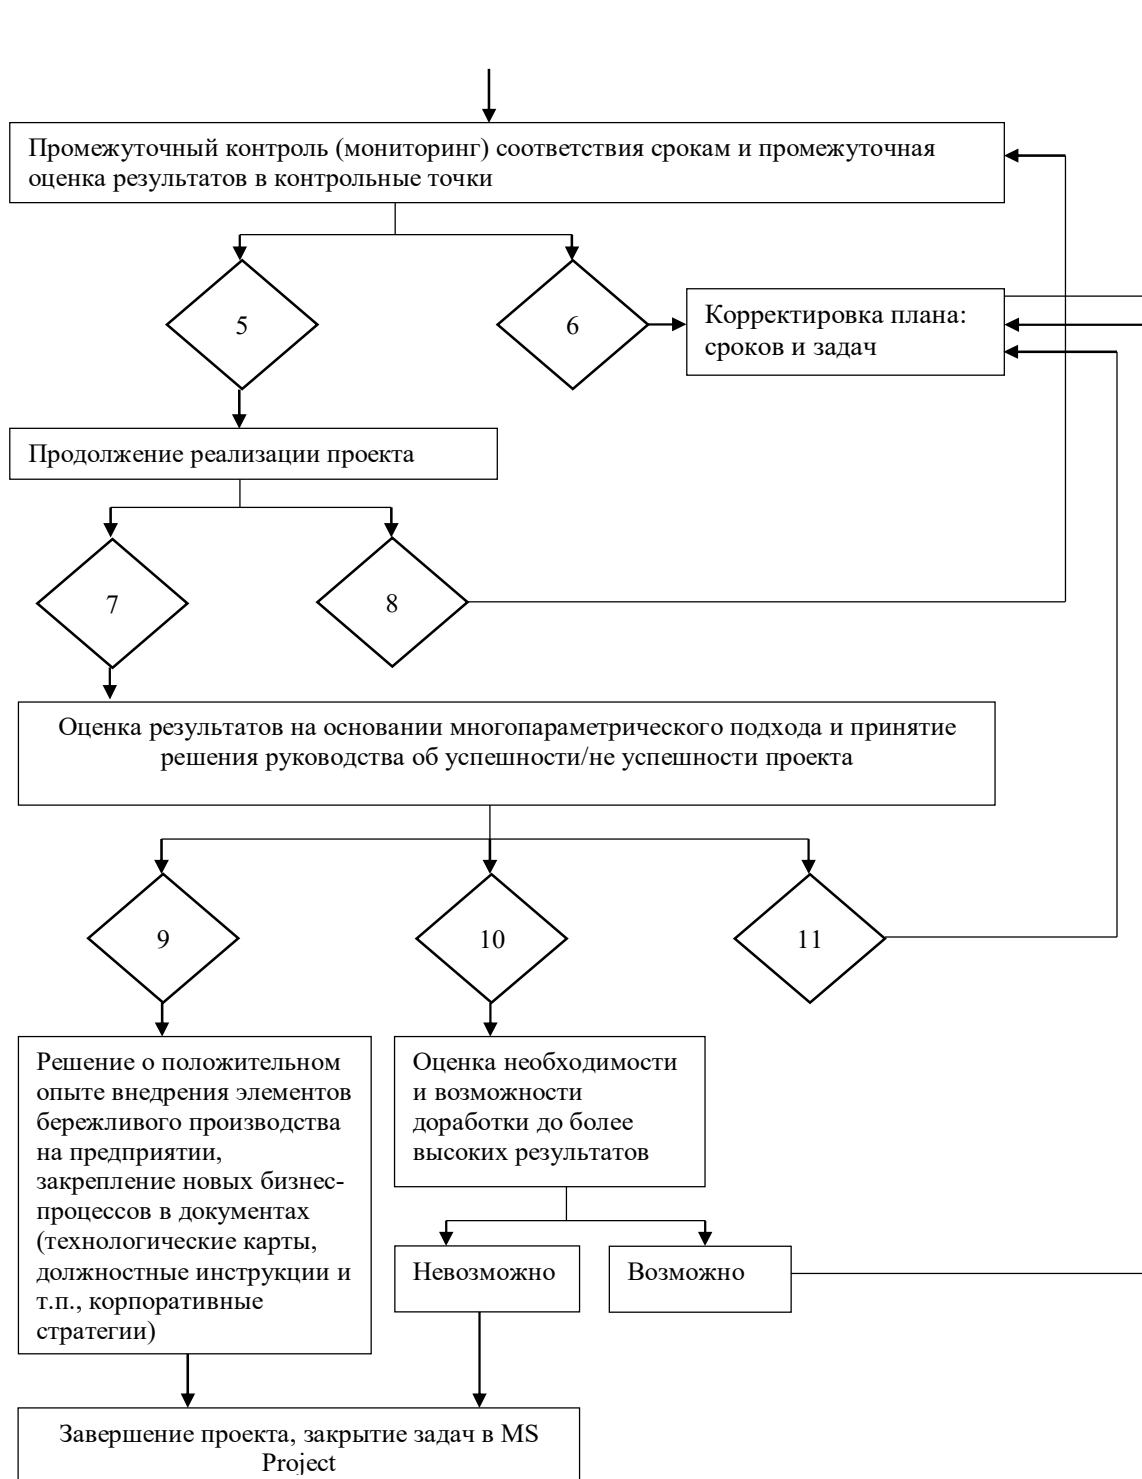 Промежуточный контроль (мониторинг) соответствия срокам и промежуточная
оценка результатов в контрольные точки
5
6
Корректировка плана:
сроков и задач
Продолжение реализации проекта
7
8
Оценка результатов на основании многопараметрического подхода и принятие
решения руководства об успешности/не успешности проекта
9
10
11
Решение о положительном
опыте внедрения элементов
бережливого производства
на предприятии,
закрепление новых бизнес-
процессов в документах
(технологические карты,
должностные инструкции и
т.п., корпоративные
стратегии)
Оценка необходимости
и возможности
доработки до более
высоких результатов
Невозможно
Возможно
Завершение проекта, закрытие задач в MS
Project